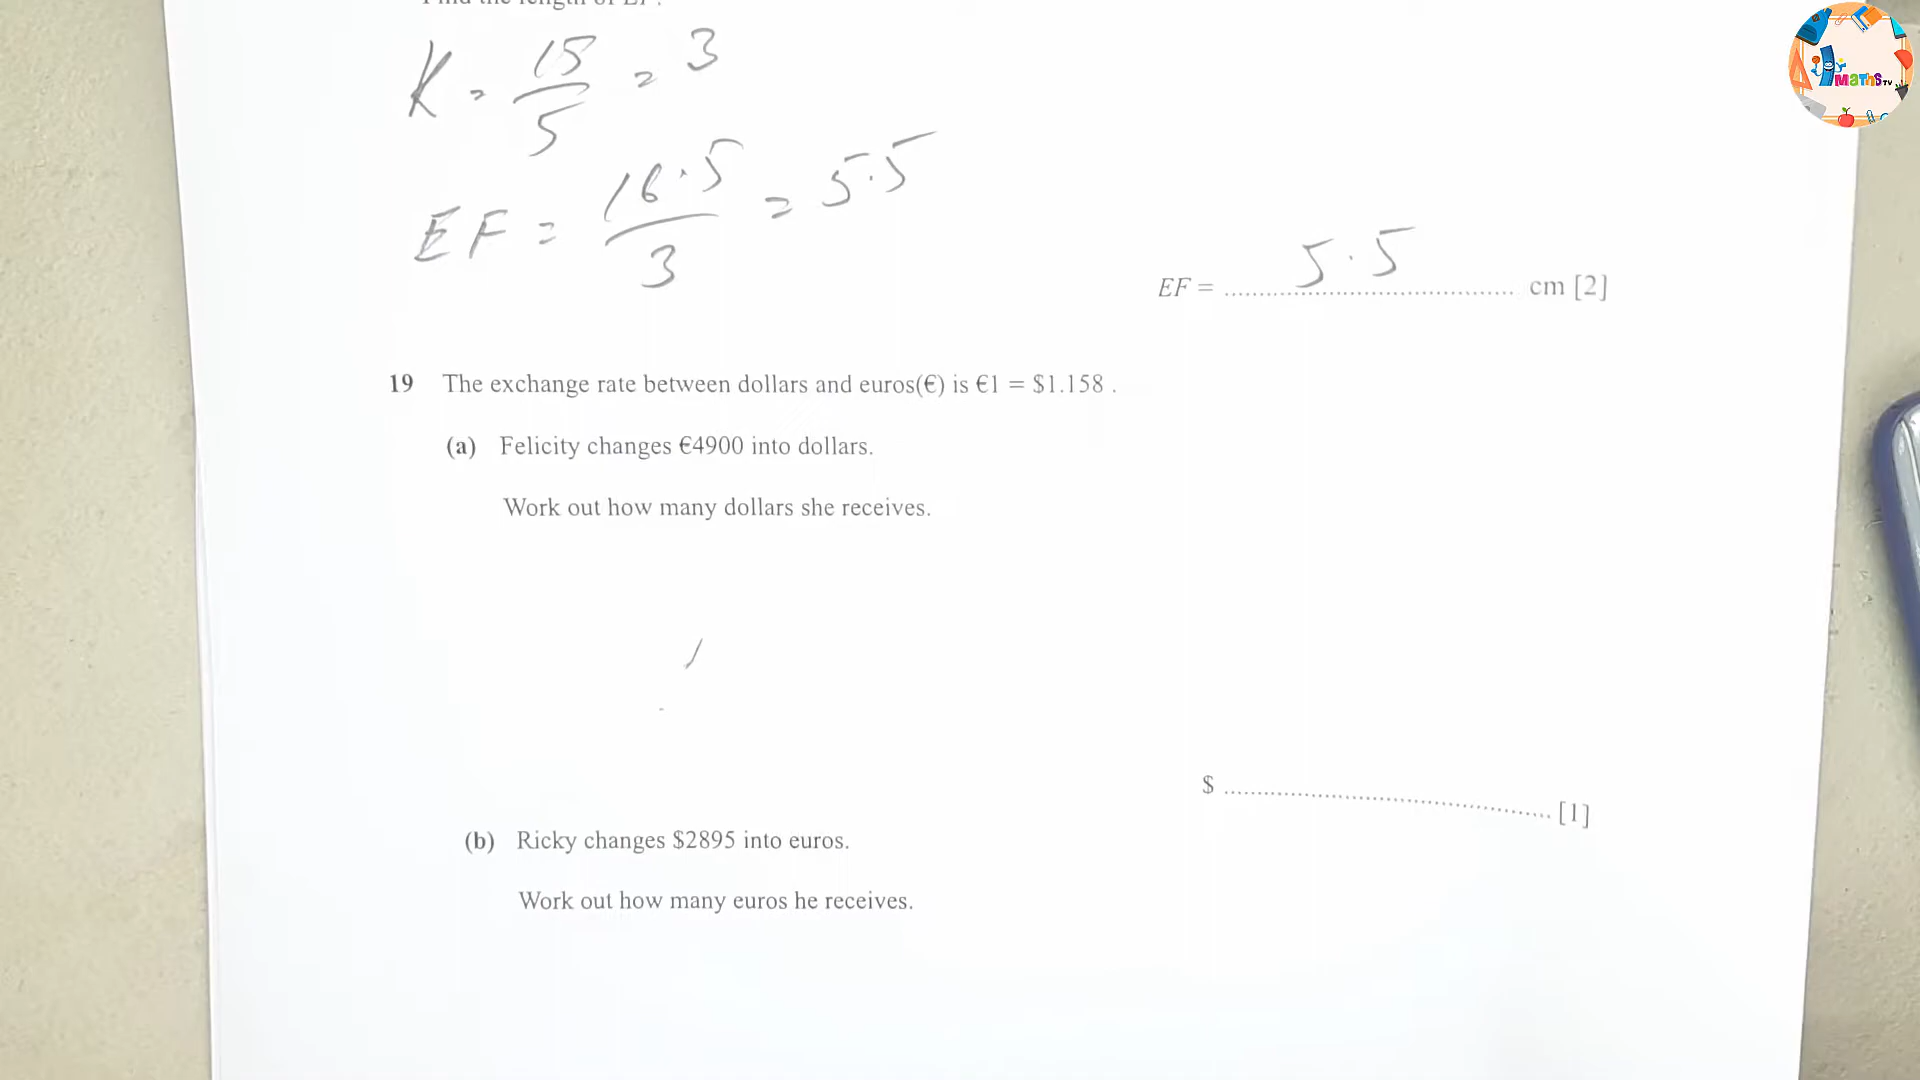 K = 15/5 = 3
EF = 16.5/3 = 5.5
EF = 5.5 cm [2]
19 The exchange rate between dollars and euros(€) is €1 = $1.158 .
(a) Felicity changes €4900 into dollars.
Work out how many dollars she receives.
$ ........................................ [1]
(b) Ricky changes $2895 into euros.
Work out how many euros he receives.
MATHS TV